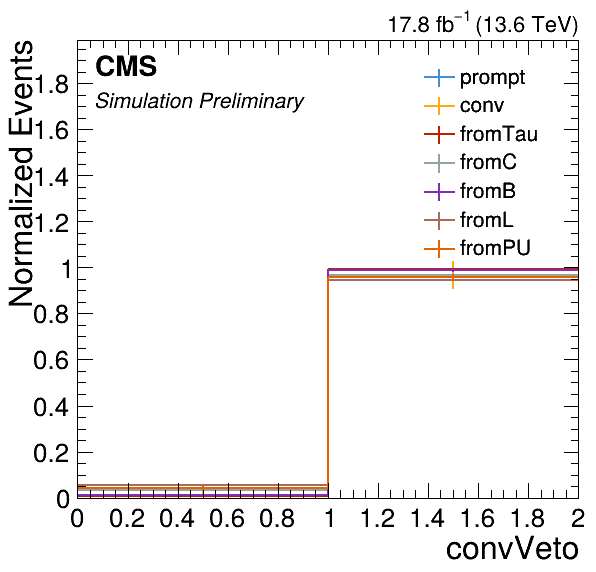 17.8 fb⁻¹ (13.6 TeV)
CMS
Simulation Preliminary
prompt
conv
fromTau
fromC
fromB
fromL
fromPU
Normalized Events
1.8
1.6
1.4
1.2
1
0.8
0.6
0.4
0.2
0
0 0.2 0.4 0.6 0.8 1 1.2 1.4 1.6 1.8 2
convVeto